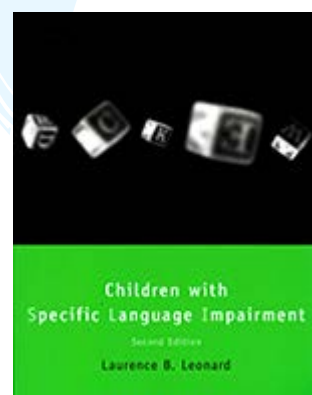 K
Children with
Specific Language Impairment
Second Edition
Laurence B. Leonard